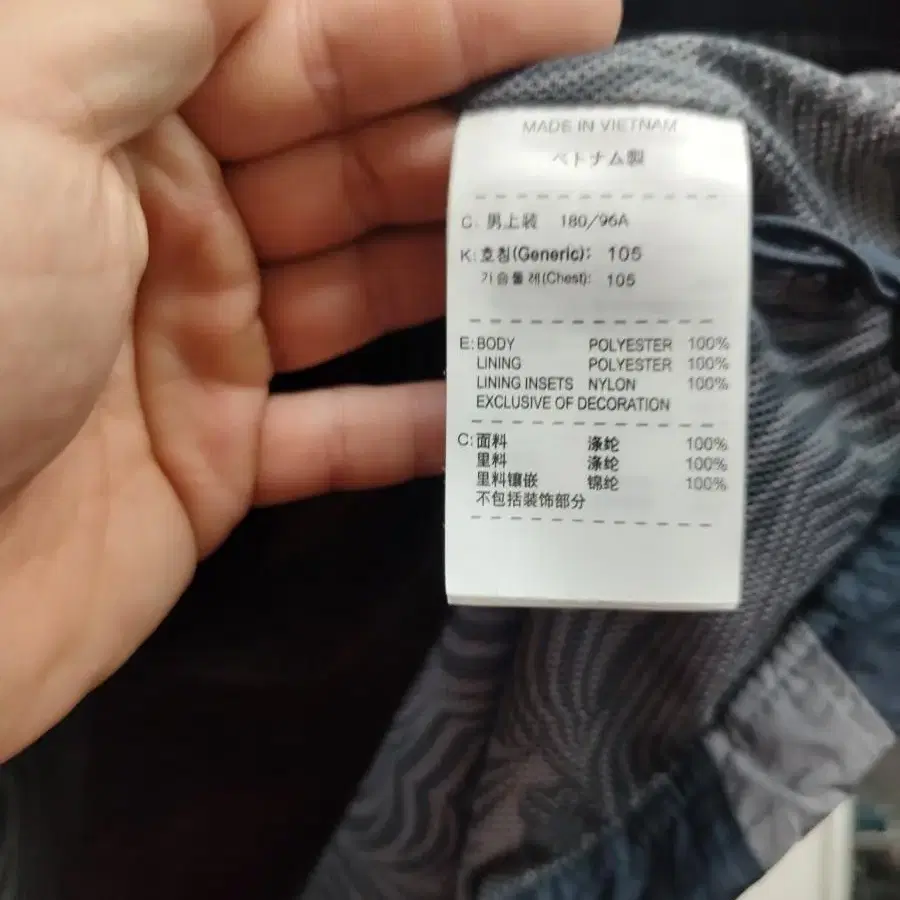 MADE IN VIETNAM
ベトナム製
C: 男上装 180/96A
K: 호칭(Generic): 105
가슴둘레(Chest): 105
E: BODY POLYESTER 100%
LINING POLYESTER 100%
LINING INSETS NYLON 100%
EXCLUSIVE OF DECORATION
C: 面料 涤纶 100%
里料 涤纶 100%
里料镶嵌 锦纶 100%
不包括装饰部分